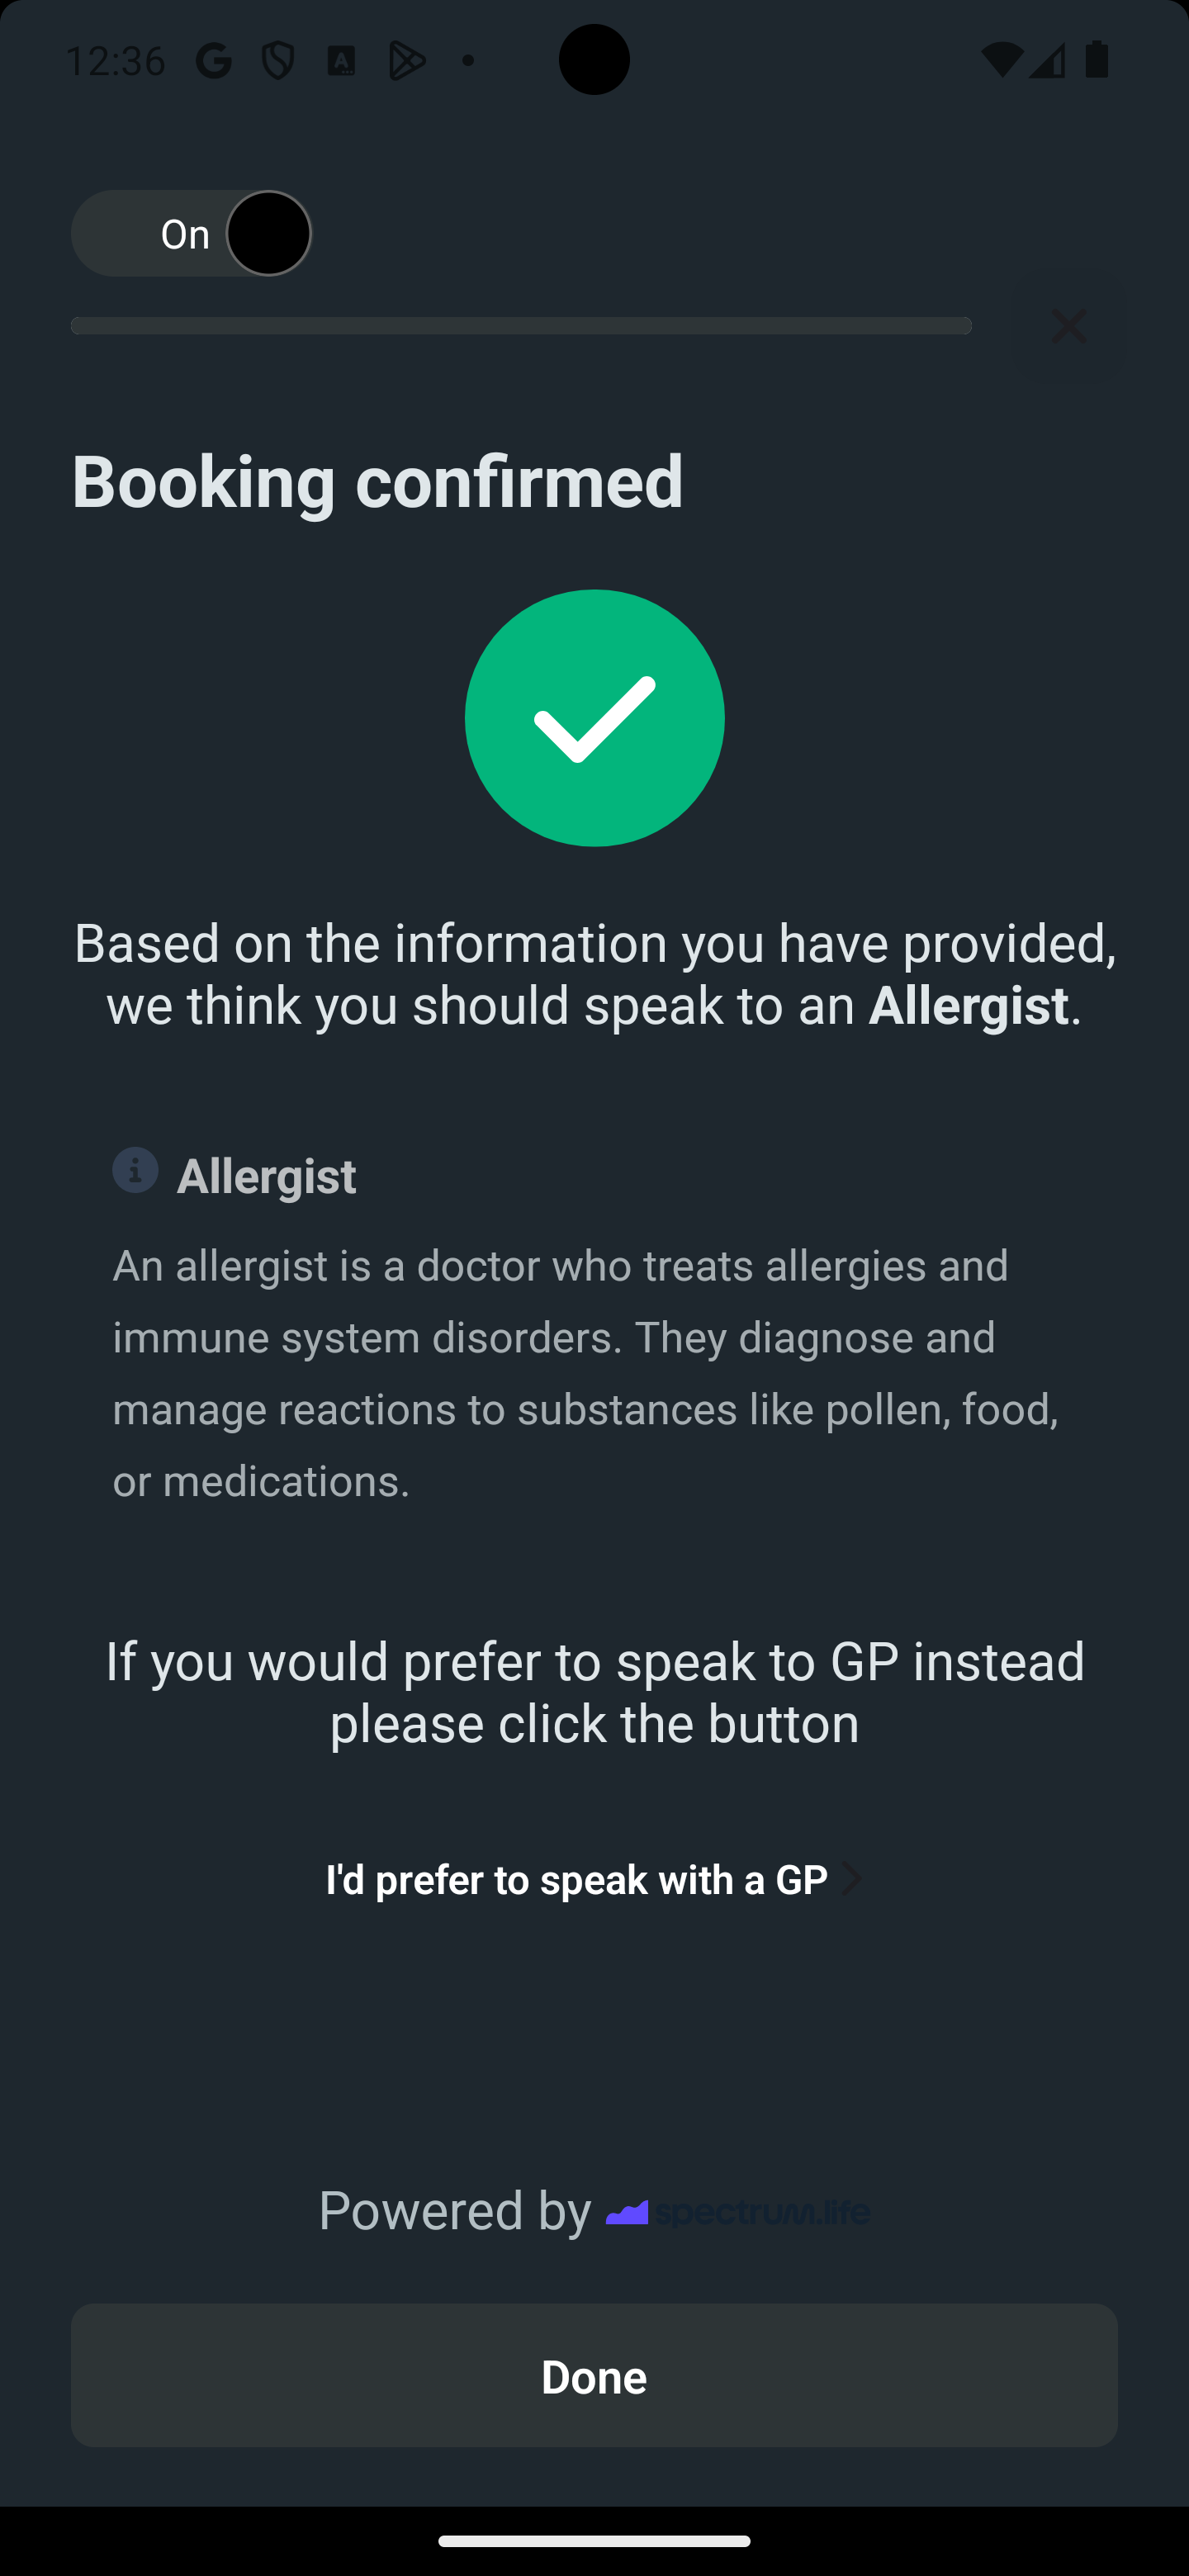 12:36
On
Booking confirmed
Based on the information you have provided,
we think you should speak to an Allergist.
Allergist
An allergist is a doctor who treats allergies and
immune system disorders. They diagnose and
manage reactions to substances like pollen, food,
or medications.
If you would prefer to speak to GP instead
please click the button
I'd prefer to speak with a GP
Powered by spectrum.life
Done